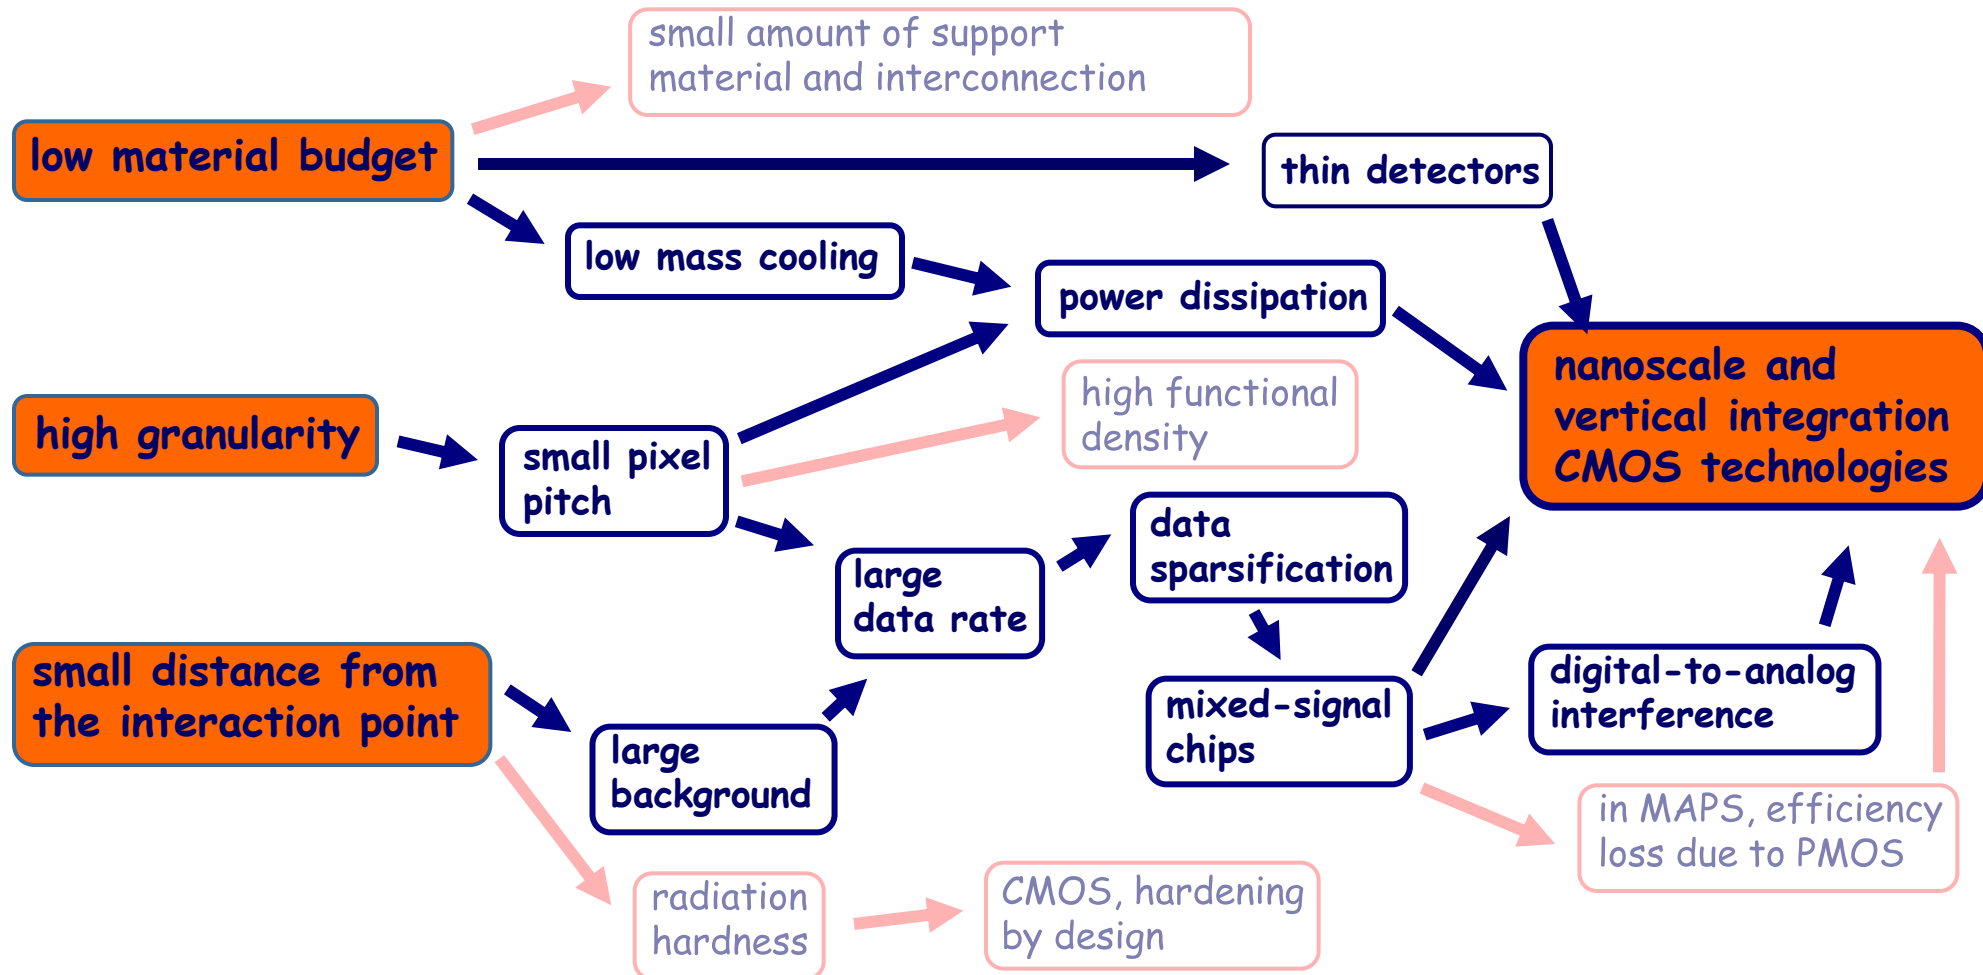 small amount of support
material and interconnection
low material budget
thin detectors
low mass cooling
power dissipation
nanoscale and
vertical integration
CMOS technologies
high granularity
high functional
density
small pixel
pitch
data
sparsification
large
data rate
small distance from
the interaction point
digital-to-analog
interference
mixed-signal
chips
large
background
in MAPS, efficiency
loss due to PMOS
radiation
hardness
CMOS, hardening
by design